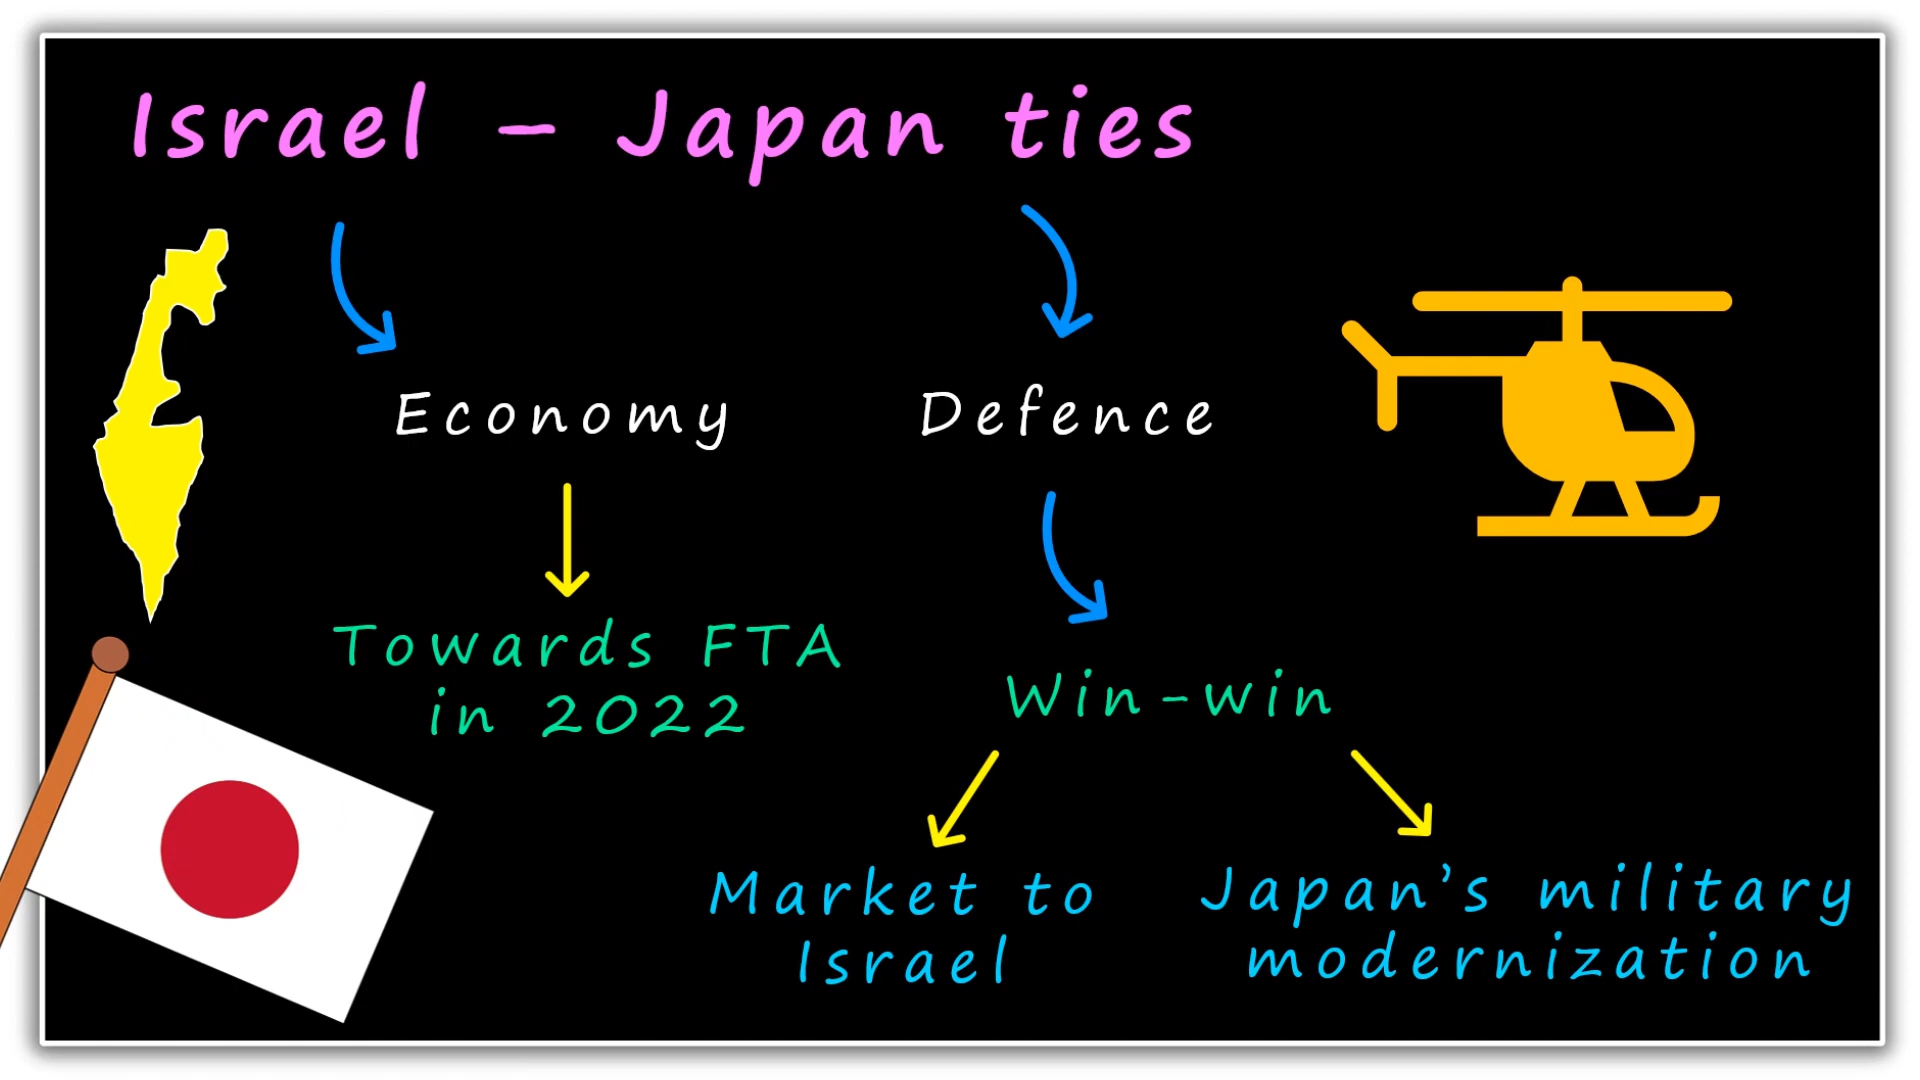 Israel – Japan ties
Economy
Defence
Towards FTA
in 2022
Win-win
Market to
Israel
Japan’s military
modernization